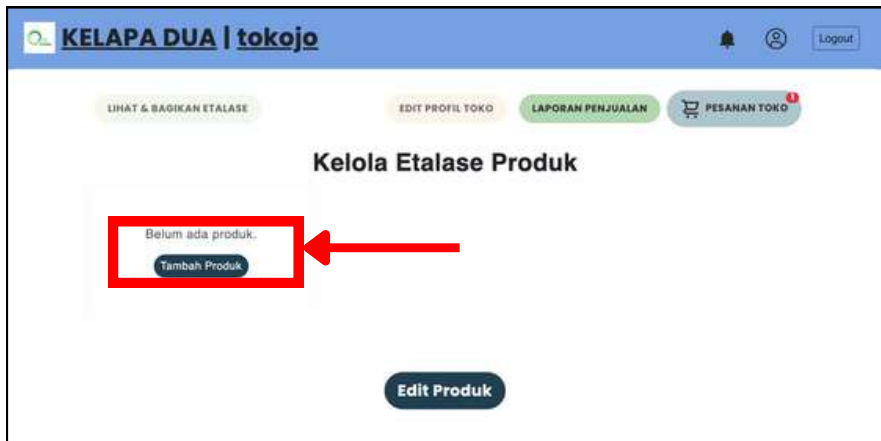 KELAPA DUA | tokojo
Logout
LIHAT & BAGIKAN ETALASE
EDIT PROFIL TOKO
LAPORAN PENJUALAN
PESANAN TOKO
1
Kelola Etalase Produk
Belum ada produk.
Tambah Produk
Edit Produk